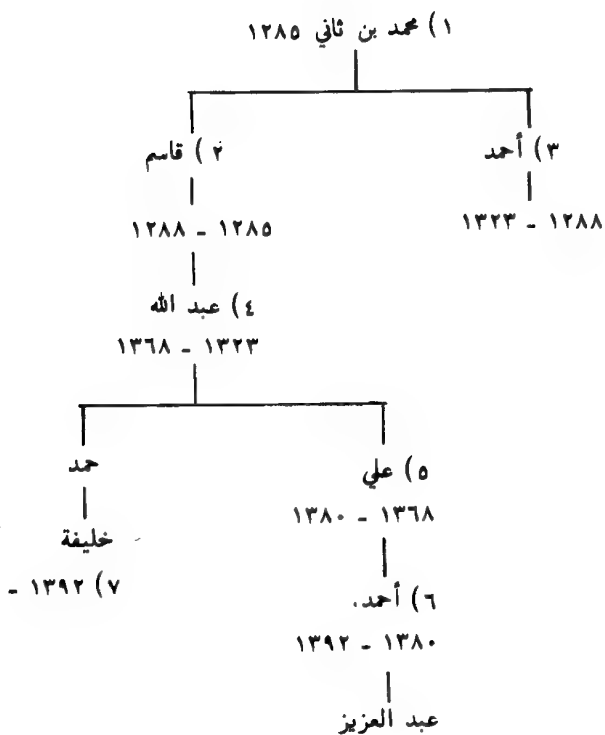 ١) محمد بن ثاني ١٢٨٥
٣) أحمد
٢) قاسم
١٢٨٨ - ١٣٢٣
١٢٨٥ - ١٢٨٨
٤) عبد الله
١٣٢٣ - ١٣٦٨
٥) علي
حمد
١٣٦٨ - ١٣٨٠
خليفة
٧) ١٣٩٢ -
٦) أحمد.
١٣٨٠ - ١٣٩٢
عبد العزيز